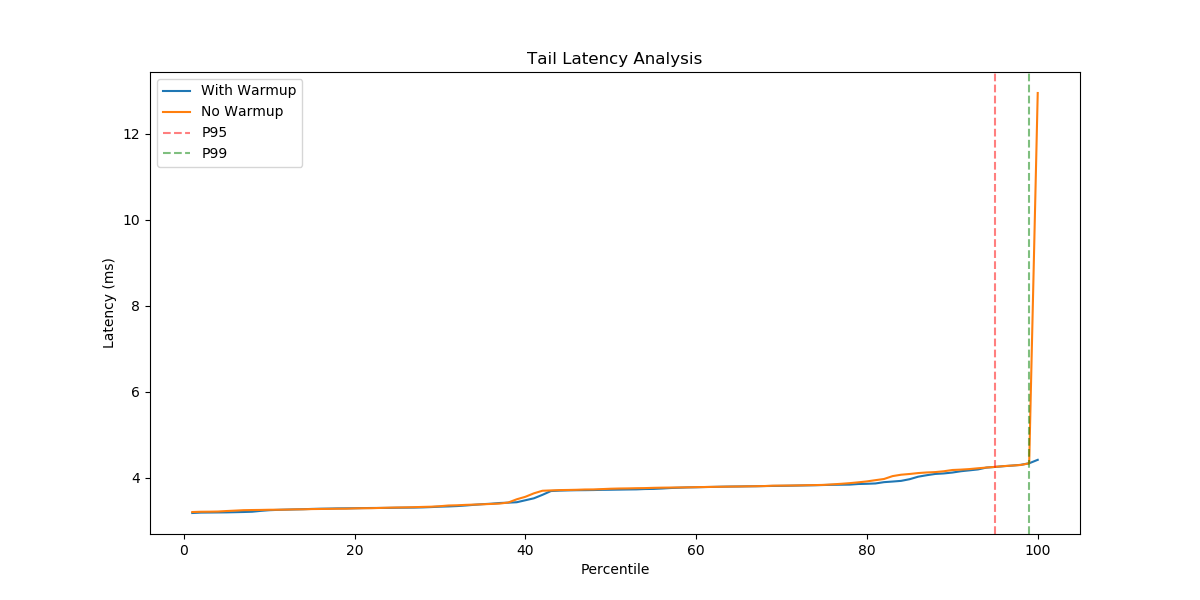 Tail Latency Analysis
With Warmup
No Warmup
P95
P99
Latency (ms)
12
10
8
6
4
0 20 40 60 80 100
Percentile